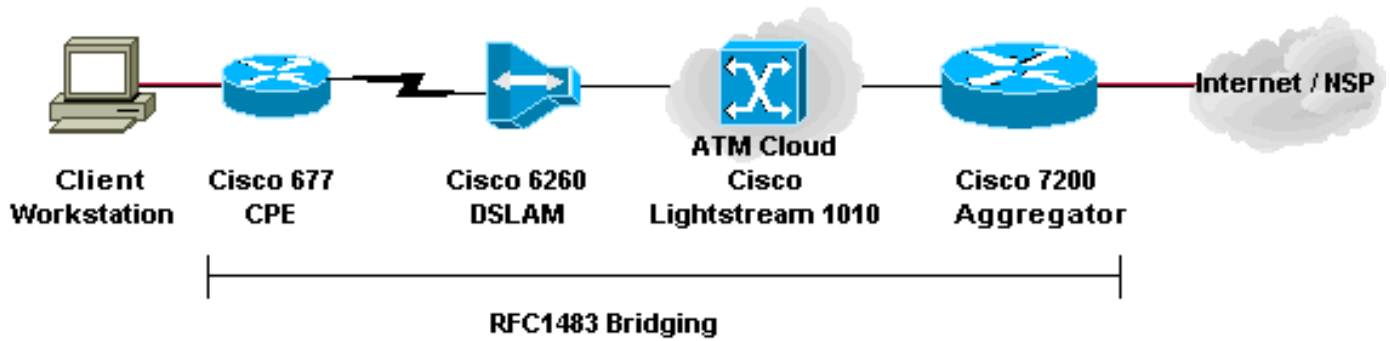 Internet / NSP
ATM Cloud
Client
Workstation
Cisco 677
CPE
Cisco 6260
DSLAM
Cisco
Lightstream 1010
Cisco 7200
Aggregator
RFC1483 Bridging